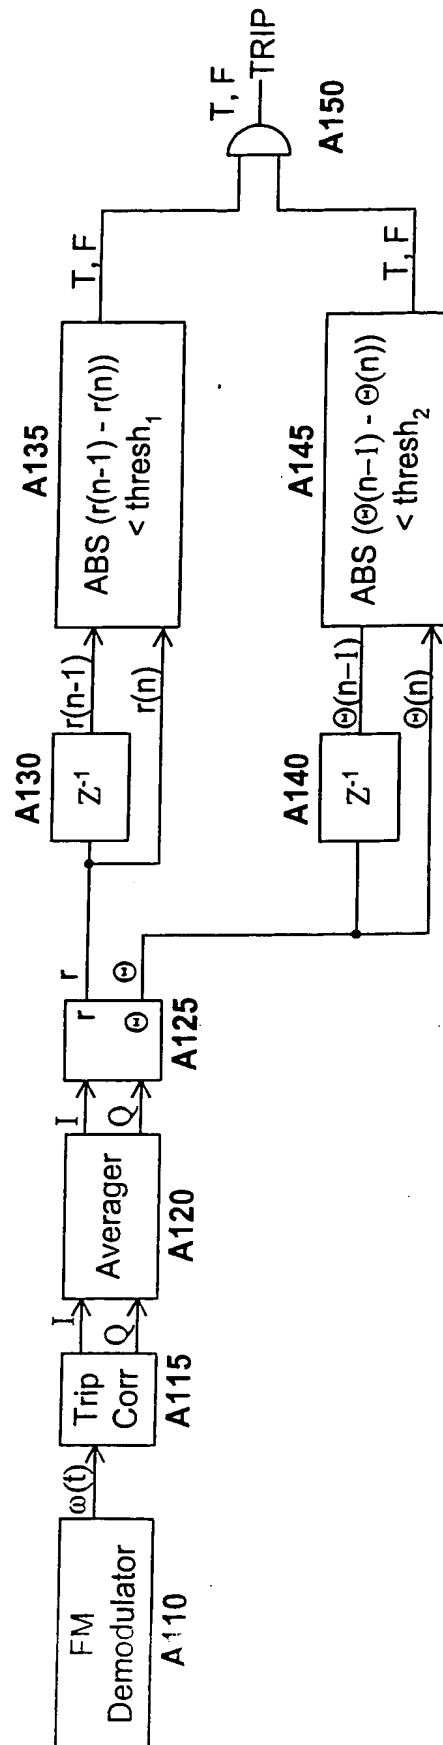 FM
Demodulator
A110
ω(t)
Trip
Corr
A115
I
Q
Averager
A120
I
Q
r
Θ
A125
r
Θ
A130
Z⁻¹
r(n-1)
r(n)
A135
ABS (r(n-1) - r(n))
< thresh₁
T, F
A140
Z⁻¹
Θ(n–1)
Θ(n)
A145
ABS (Θ(n–1) - Θ(n))
< thresh₂
T, F
T, F
TRIP
A150